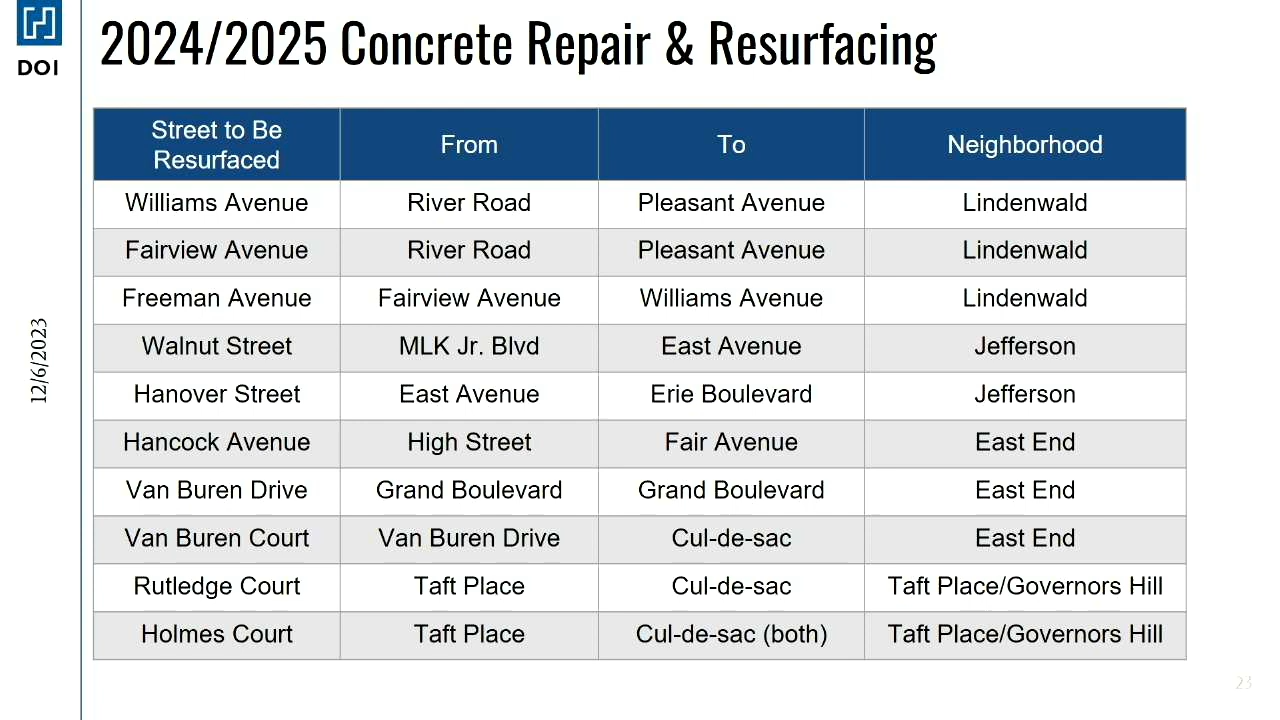 DOI
2024/2025 Concrete Repair & Resurfacing
Street to Be
Resurfaced
From
To
Neighborhood
Williams Avenue River Road Pleasant Avenue Lindenwald
Fairview Avenue River Road Pleasant Avenue Lindenwald
Freeman Avenue Fairview Avenue Williams Avenue Lindenwald
Walnut Street MLK Jr. Blvd East Avenue Jefferson
Hanover Street East Avenue Erie Boulevard Jefferson
Hancock Avenue High Street Fair Avenue East End
Van Buren Drive Grand Boulevard Grand Boulevard East End
Van Buren Court Van Buren Drive Cul-de-sac East End
Rutledge Court Taft Place Cul-de-sac Taft Place/Governors Hill
Holmes Court Taft Place Cul-de-sac (both) Taft Place/Governors Hill
12/6/2023
23